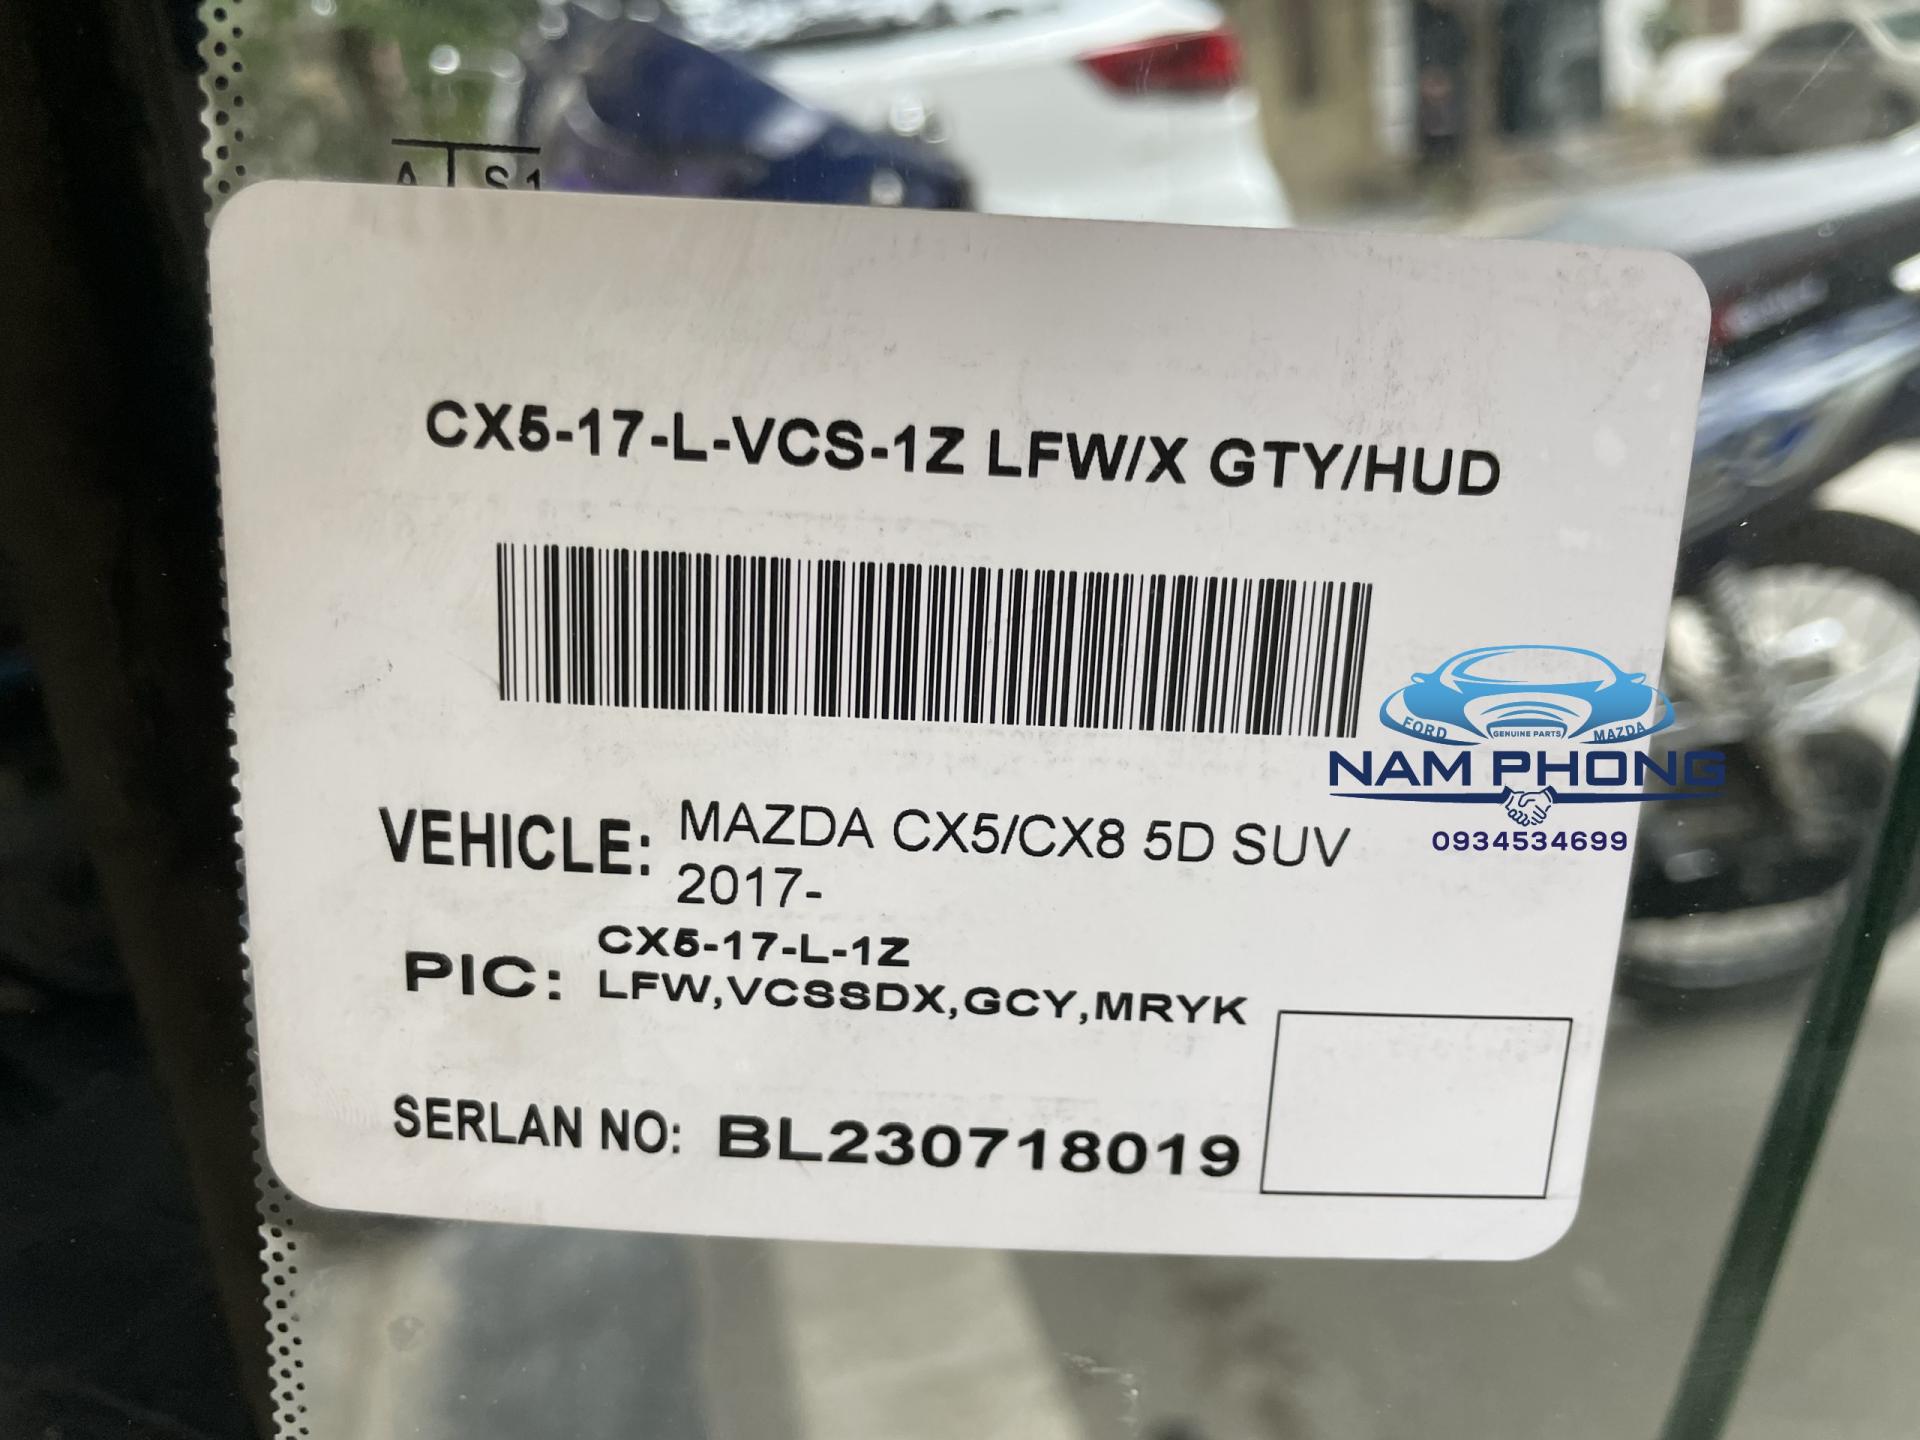 A S1
CX5-17-L-VCS-1Z LFW/X GTY/HUD
VEHICLE: MAZDA CX5/CX8 5D SUV
2017-
PIC: CX5-17-L-1Z
LFW,VCSSDX,GCY,MRYK
SERLAN NO: BL230718019
FORD GENUINE PARTS MAZDA
NAM PHONG
0934534699